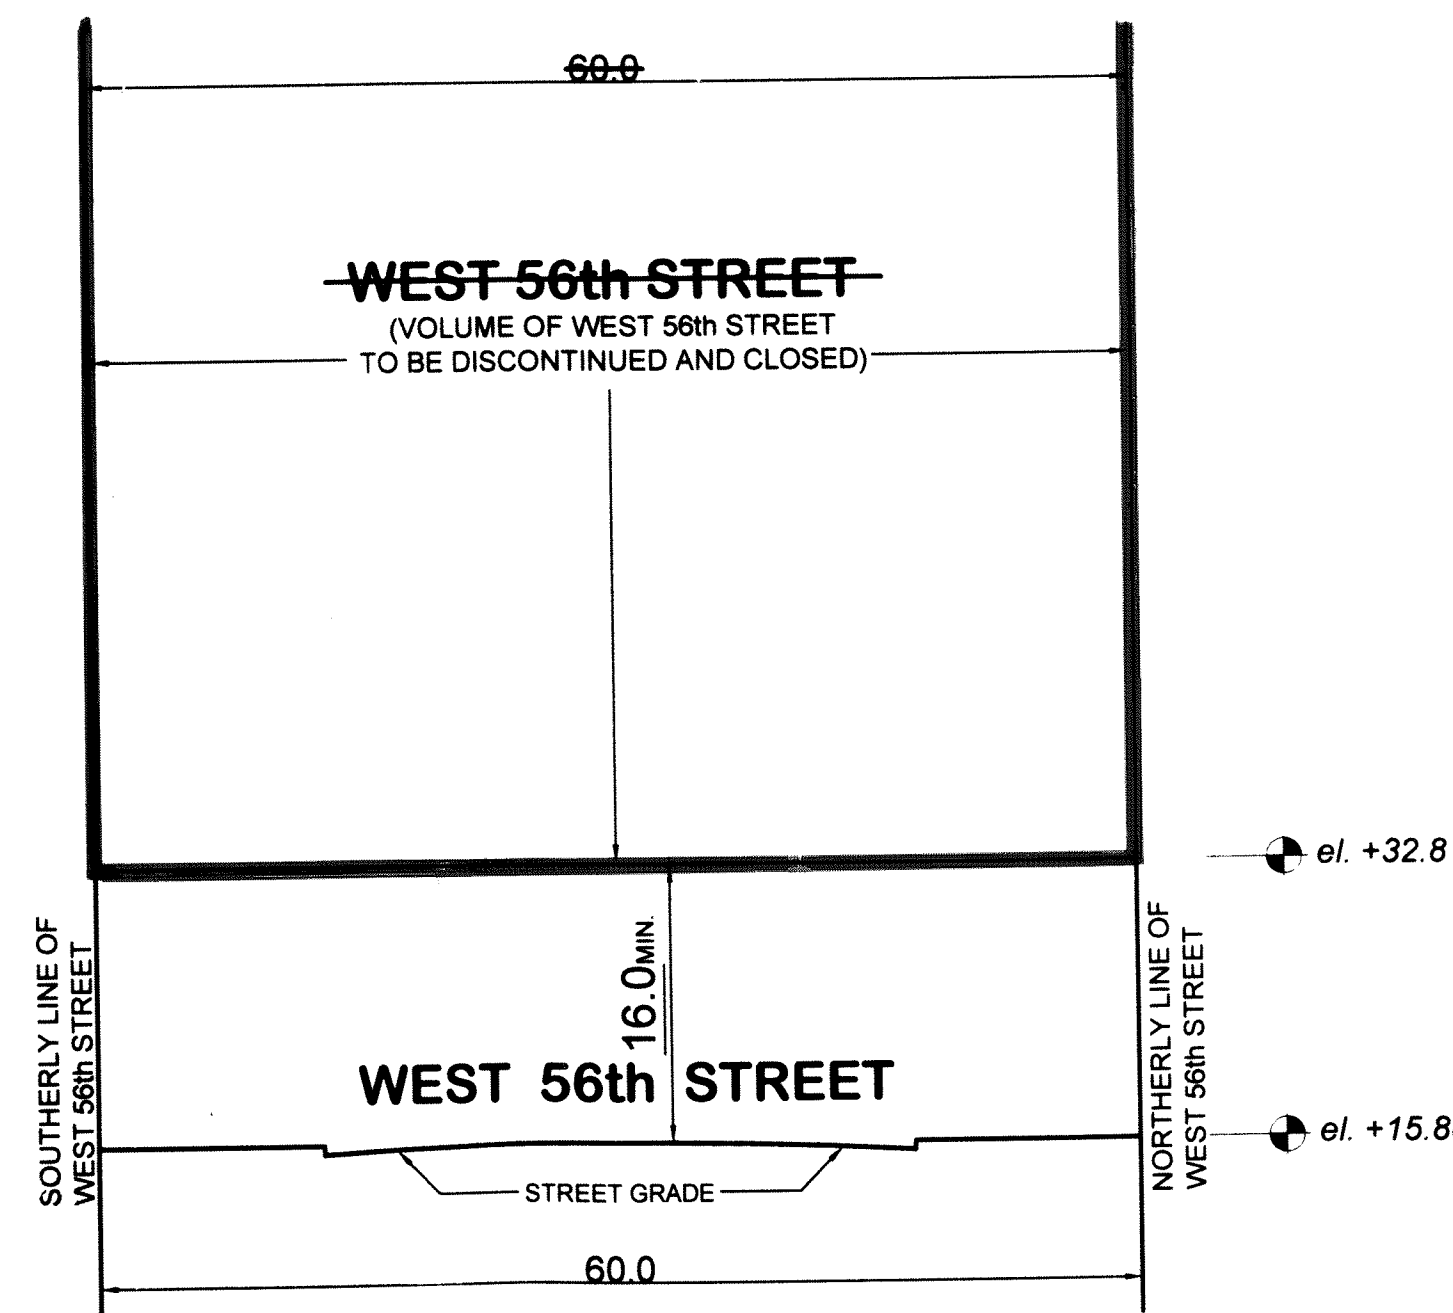 60.0
WEST 56th STREET
(VOLUME OF WEST 56th STREET
TO BE DISCONTINUED AND CLOSED)
el. +32.8
SOUTHERLY LINE OF
WEST 56th STREET
16.0 MIN.
NORTHERLY LINE OF
WEST 56th STREET
WEST 56th STREET
el. +15.8
STREET GRADE
60.0